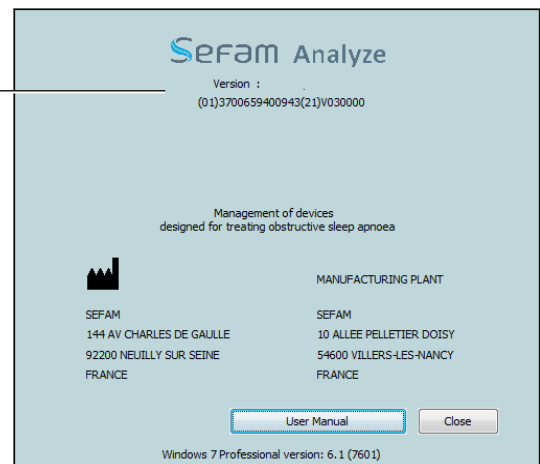 Sefam Analyze
Version :
(01)3700659400943(21)V030000
Management of devices
designed for treating obstructive sleep apnoea
MANUFACTURING PLANT
SEFAM
144 AV CHARLES DE GAULLE
92200 NEUILLY SUR SEINE
FRANCE
SEFAM
10 ALLEE PELLETIER DOISY
54600 VILLERS-LES-NANCY
FRANCE
User Manual
Close
Windows 7 Professional version: 6.1 (7601)